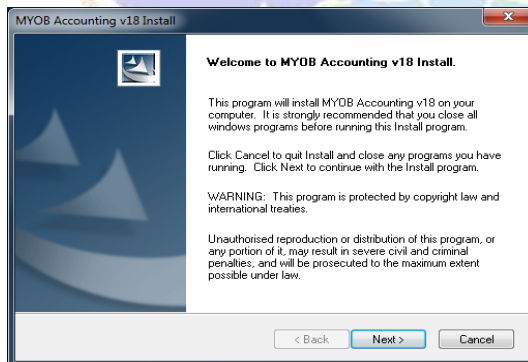 MYOB Accounting v18 Install
Welcome to MYOB Accounting v18 Install.
This program will install MYOB Accounting v18 on your
computer. It is strongly recommended that you close all
windows programs before running this Install program.
Click Cancel to quit Install and close any programs you have
running. Click Next to continue with the Install program.
WARNING: This program is protected by copyright law and
international treaties.
Unauthorised reproduction or distribution of this program, or
any portion of it, may result in severe civil and criminal
penalties, and will be prosecuted to the maximum extent
possible under law.
< Back Next > Cancel